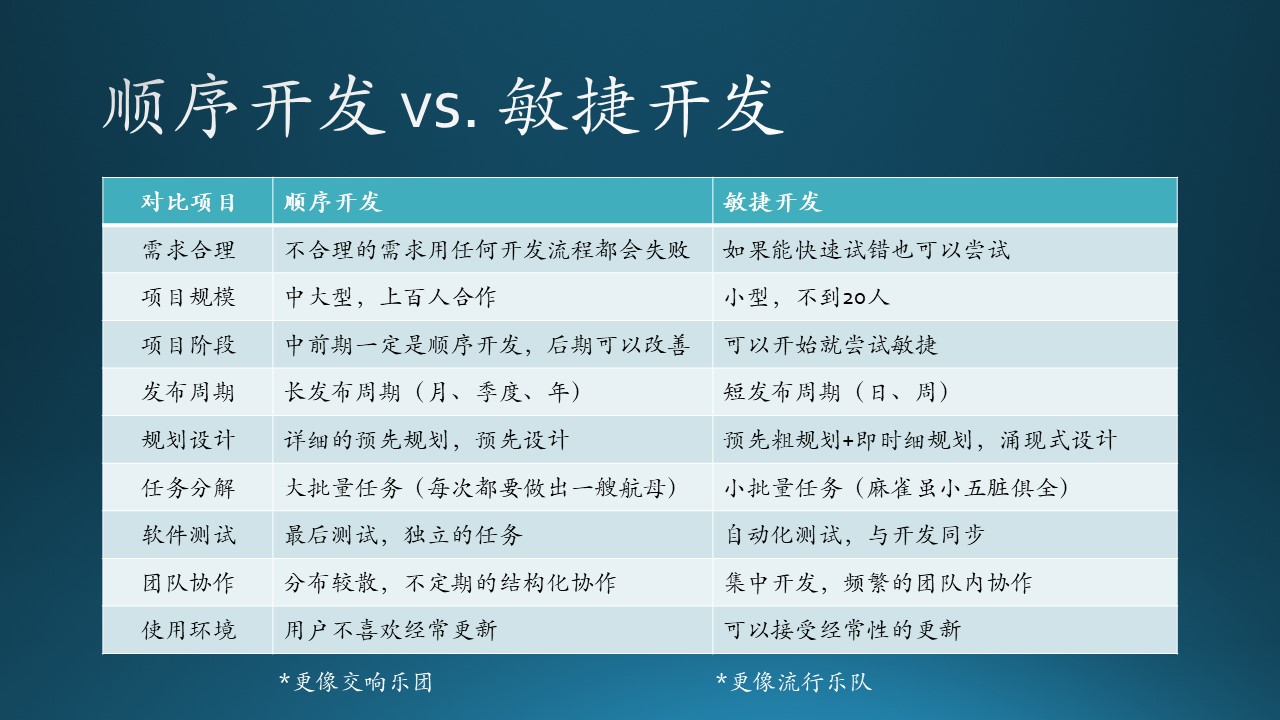 顺序开发 vs. 敏捷开发
对比项目 顺序开发 敏捷开发
需求合理 不合理的需求用任何开发流程都会失败 如果能快速试错也可以尝试
项目规模 中大型，上百人合作 小型，不到20人
项目阶段 中前期一定是顺序开发，后期可以改善 可以开始就尝试敏捷
发布周期 长发布周期（月、季度、年） 短发布周期（日、周）
规划设计 详细的预先规划，预先设计 预先粗规划+即时细规划，涌现式设计
任务分解 大批量任务（每次都要做出一艘航母） 小批量任务（麻雀虽小五脏俱全）
软件测试 最后测试，独立的任务 自动化测试，与开发同步
团队协作 分布较散，不定期的结构化协作 集中开发，频繁的团队内协作
使用环境 用户不喜欢经常更新 可以接受经常性的更新
*更像交响乐团 *更像流行乐队